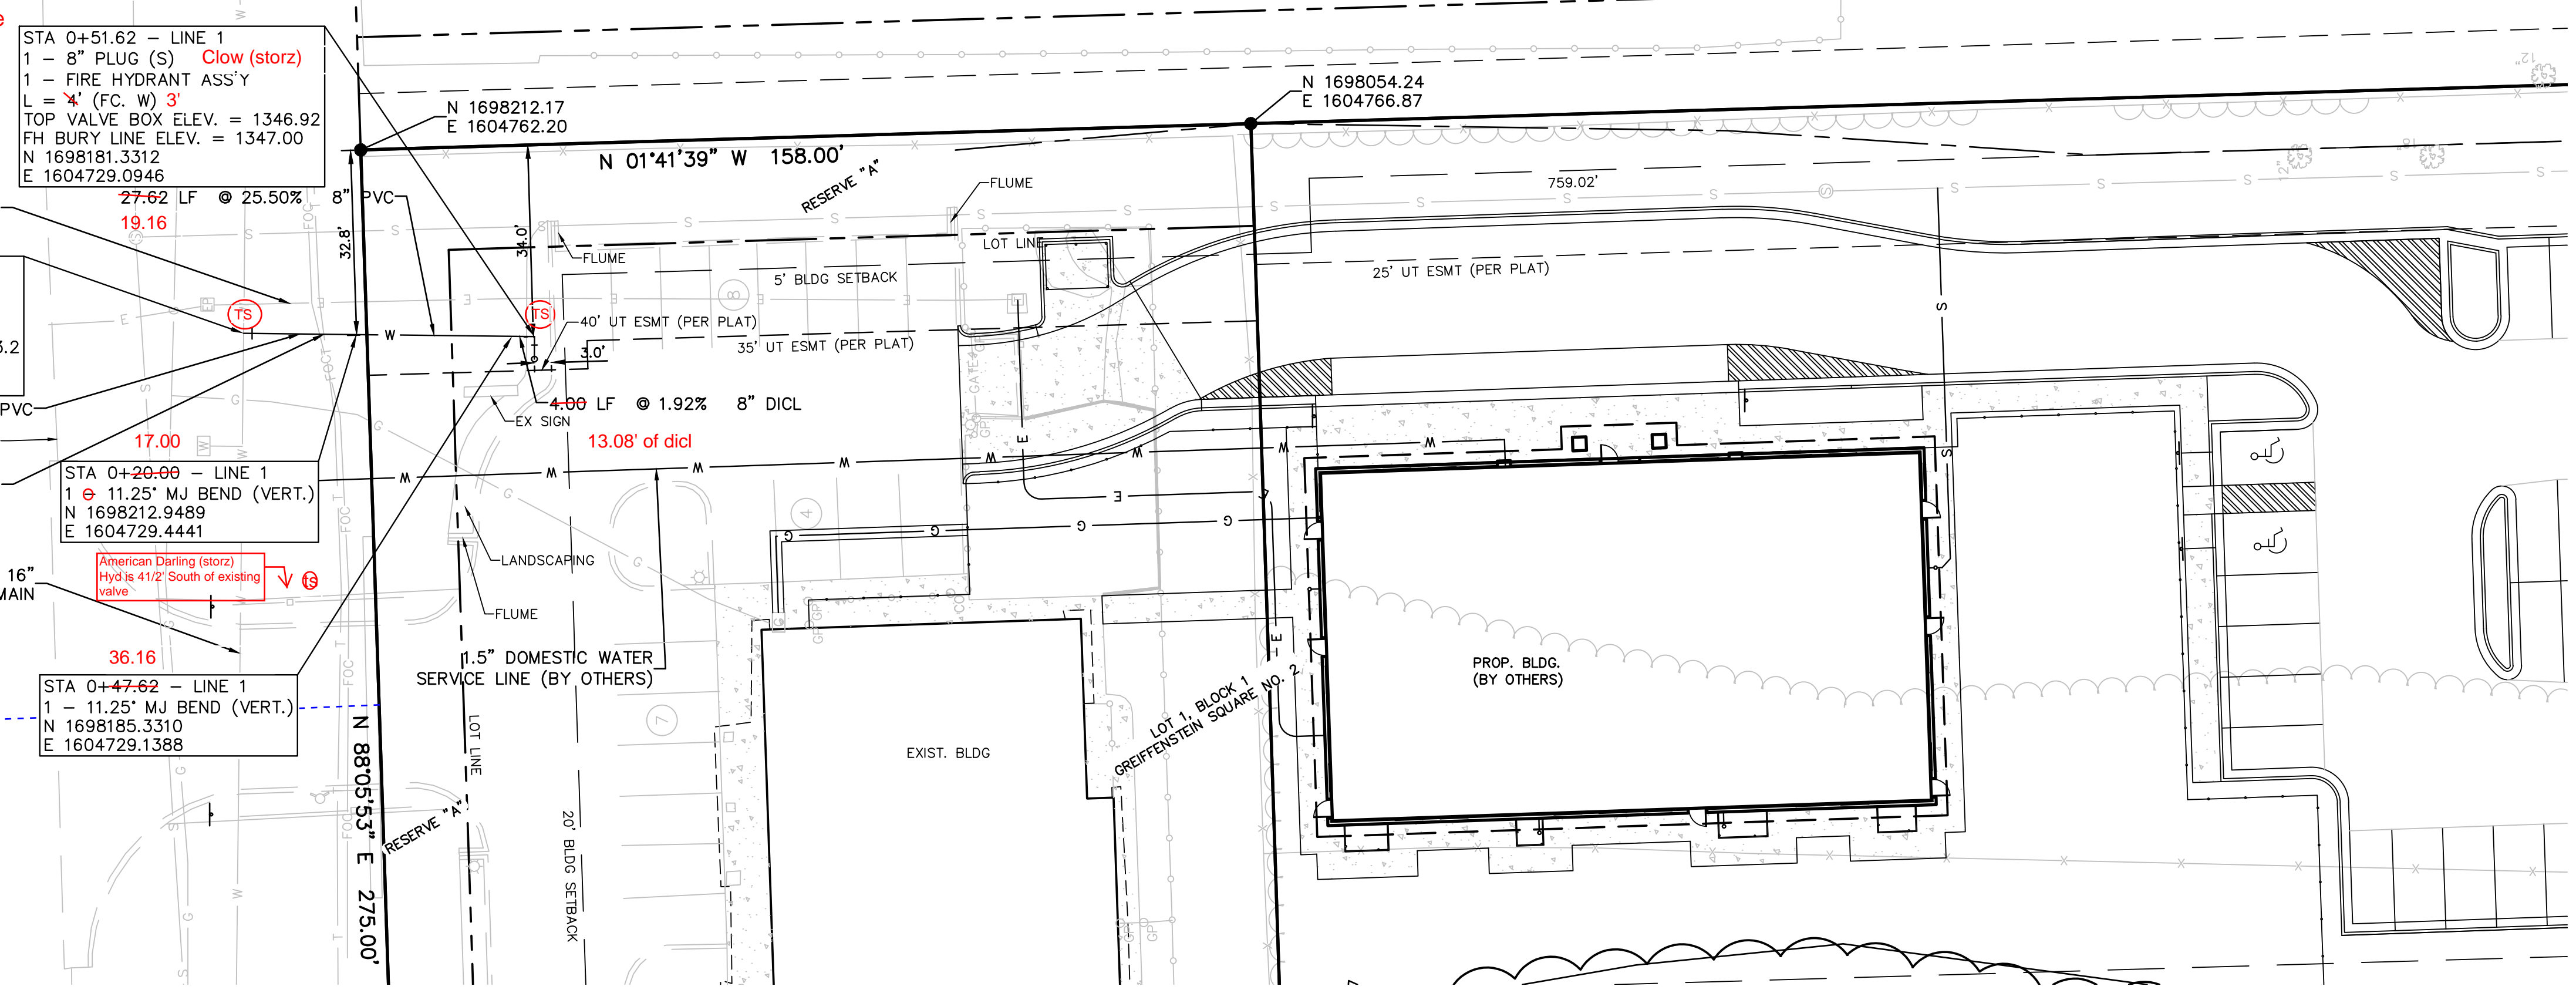 STA 0+51.62 – LINE 1
1 – 8" PLUG (S) Clow (storz)
1 – FIRE HYDRANT ASS'Y
L = 4' (FC. W) 3'
TOP VALVE BOX ELEV. = 1346.92
FH BURY LINE ELEV. = 1347.00
N 1698181.3312
E 1604729.0946
27.62 LF @ 25.50% 8" PVC
19.16
N 1698212.17
E 1604762.20
N 1698054.24
E 1604766.87
N 01°41'39" W 158.00'
RESERVE "A"
FLUME
759.02'
12"
32.8'
34.0'
FLUME
LOT LINE
5' BLDG SETBACK
25' UT ESMT (PER PLAT)
TS
TS
8
40' UT ESMT (PER PLAT)
35' UT ESMT (PER PLAT)
3.0'
3.2
PVC
4.00 LF @ 1.92% 8" DICL
EX SIGN
13.08' of dicl
17.00
STA 0+20.00 – LINE 1
1 11.25° MJ BEND (VERT.)
N 1698212.9489
E 1604729.4441
4
LANDSCAPING
American Darling (storz)
Hyd is 41/2' South of existing
valve
ts
16"
MAIN
FLUME
36.16
1.5" DOMESTIC WATER
SERVICE LINE (BY OTHERS)
STA 0+47.62 – LINE 1
1 – 11.25° MJ BEND (VERT.)
N 1698185.3310
E 1604729.1388
N 88°05'53" E 275.00'
LOT LINE
RESERVE "A"
20' BLDG SETBACK
7
EXIST. BLDG
LOT 1, BLOCK 1
GREIFFENSTEIN SQUARE NO. 2
PROP. BLDG.
(BY OTHERS)